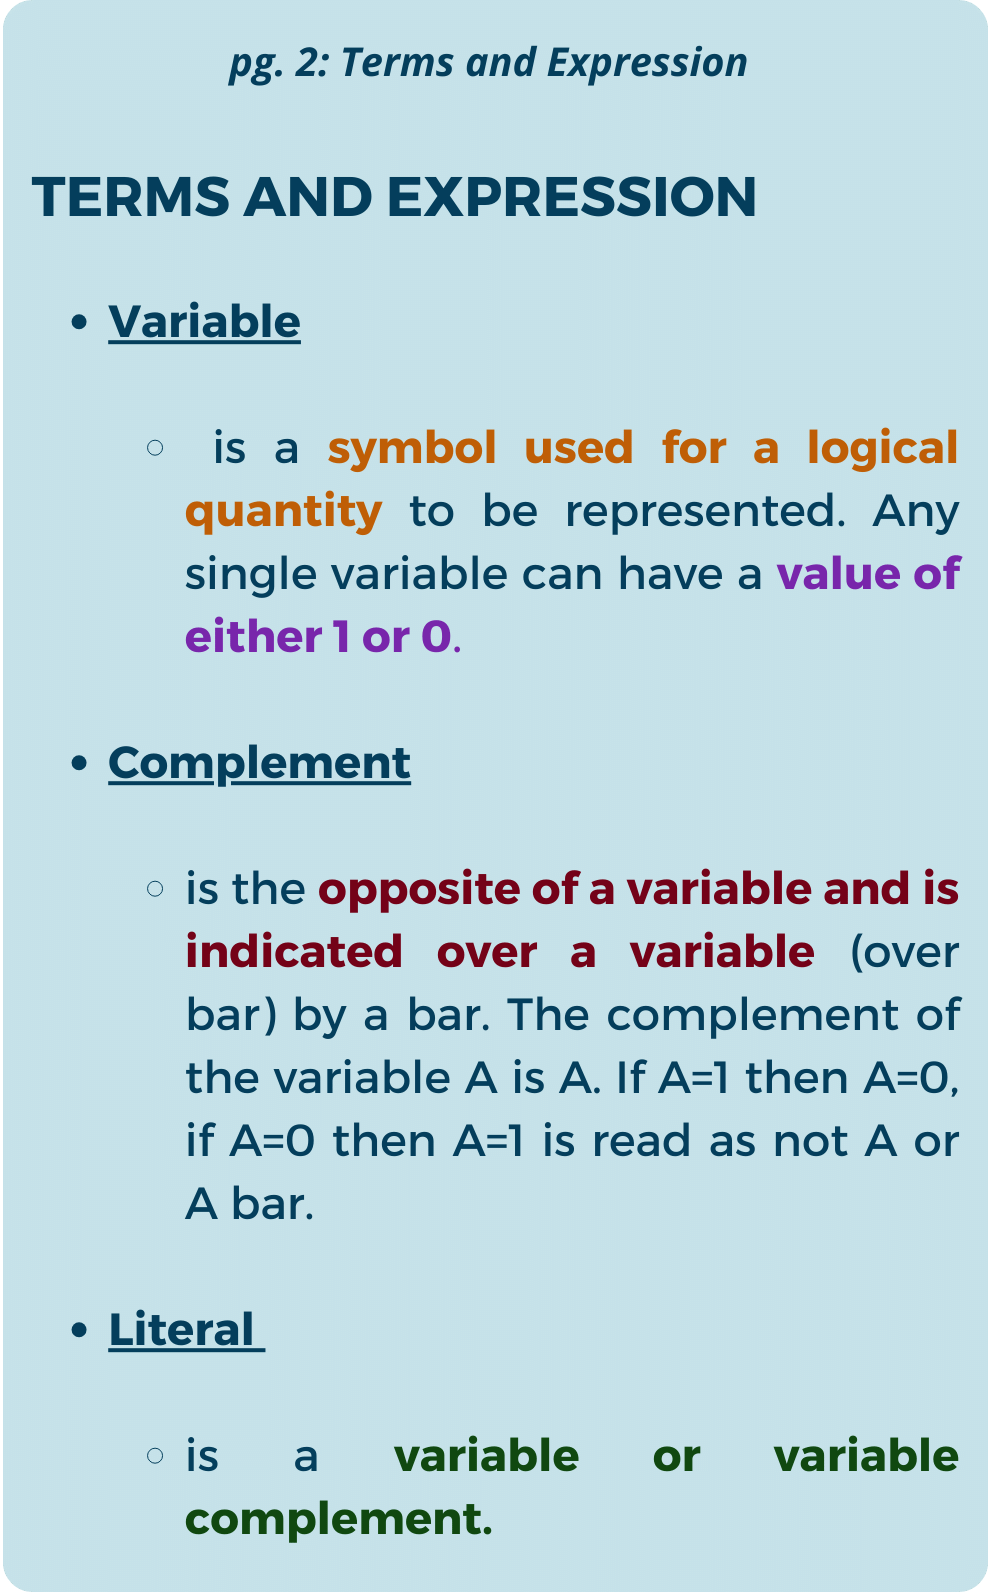 pg. 2: Terms and Expression
TERMS AND EXPRESSION
Variable
is a symbol used for a logical
quantity to be represented. Any
single variable can have a value of
either 1 or 0.
Complement
is the opposite of a variable and is
indicated over a variable (over
bar) by a bar. The complement of
the variable A is A. If A=1 then A=0,
if A=0 then A=1 is read as not A or
A bar.
Literal
is a variable or variable
complement.